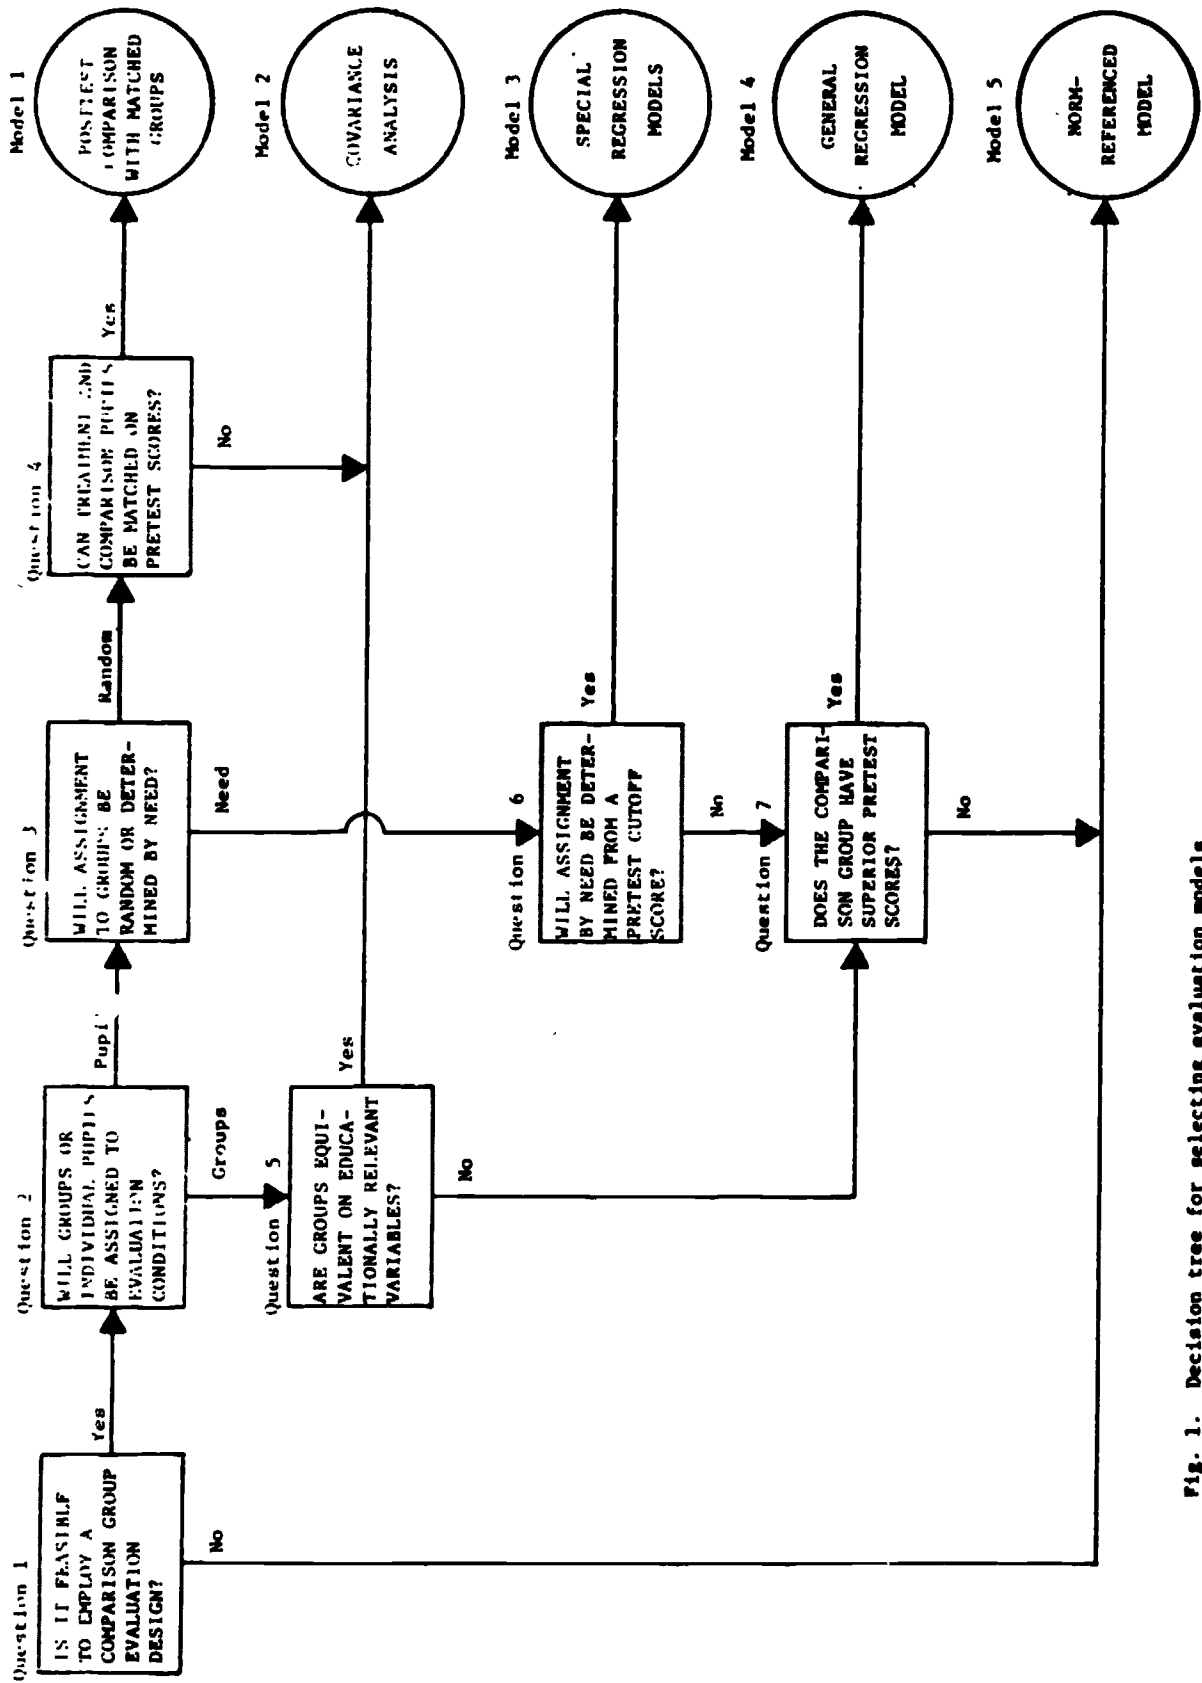 Question 1
IS IT FEASIBLE
TO EMPLOY A
COMPARISON GROUP
EVALUATION
DESIGN?
Yes
No
Question 2
WILL GROUPS OR
INDIVIDUAL PUPILS
BE ASSIGNED TO
EVALUATION
CONDITIONS?
Pupil
Groups
Question 3
WILL ASSIGNMENT
TO GROUPS BE
RANDOM OR DETER-
MINED BY NEED?
Random
Need
Question 4
CAN TREATMENT AND
COMPARISON PUPILS
BE MATCHED ON
PRETEST SCORES?
Yes
No
Model 1
POSTTEST
COMPARISON
WITH MATCHED
GROUPS
Question 5
ARE GROUPS EQUI-
VALENT ON EDUCA-
TIONALLY RELEVANT
VARIABLES?
Yes
No
Model 2
COVARIANCE
ANALYSIS
Question 6
WILL ASSIGNMENT
BY NEED BE DETER-
MINED FROM A
PRETEST CUTOFF
SCORE?
Yes
No
Model 3
SPECIAL
REGRESSION
MODELS
Question 7
DOES THE COMPARI-
SON GROUP HAVE
SUPERIOR PRETEST
SCORES?
Yes
No
Model 4
GENERAL
REGRESSION
MODEL
Model 5
NORM-
REFERENCED
MODEL
Fig. 1. Decision tree for selecting evaluation models